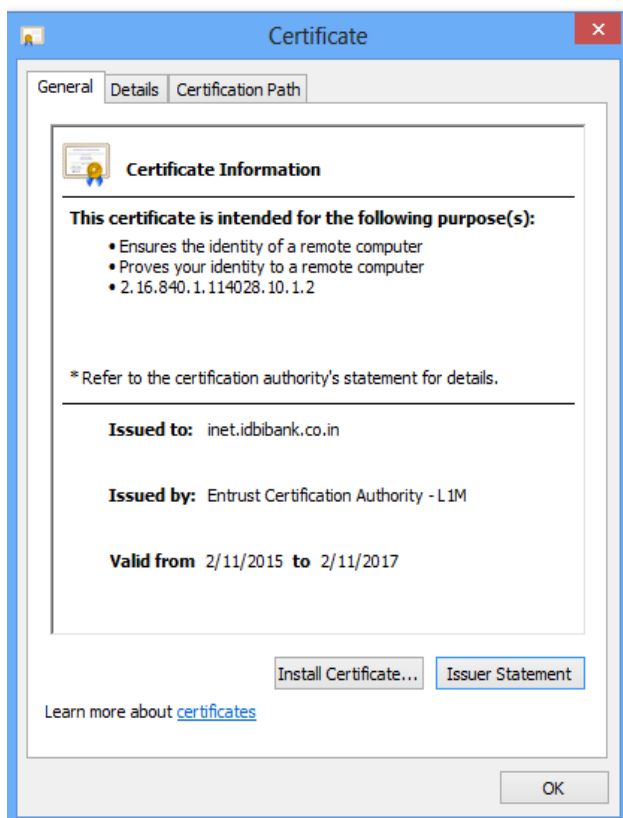 Certificate
General Details Certification Path
Certificate Information
This certificate is intended for the following purpose(s):
• Ensures the identity of a remote computer
• Proves your identity to a remote computer
• 2.16.840.1.114028.10.1.2
* Refer to the certification authority's statement for details.
Issued to: inet.idbibank.co.in
Issued by: Entrust Certification Authority - L1M
Valid from 2/11/2015 to 2/11/2017
Install Certificate... Issuer Statement
Learn more about certificates
OK